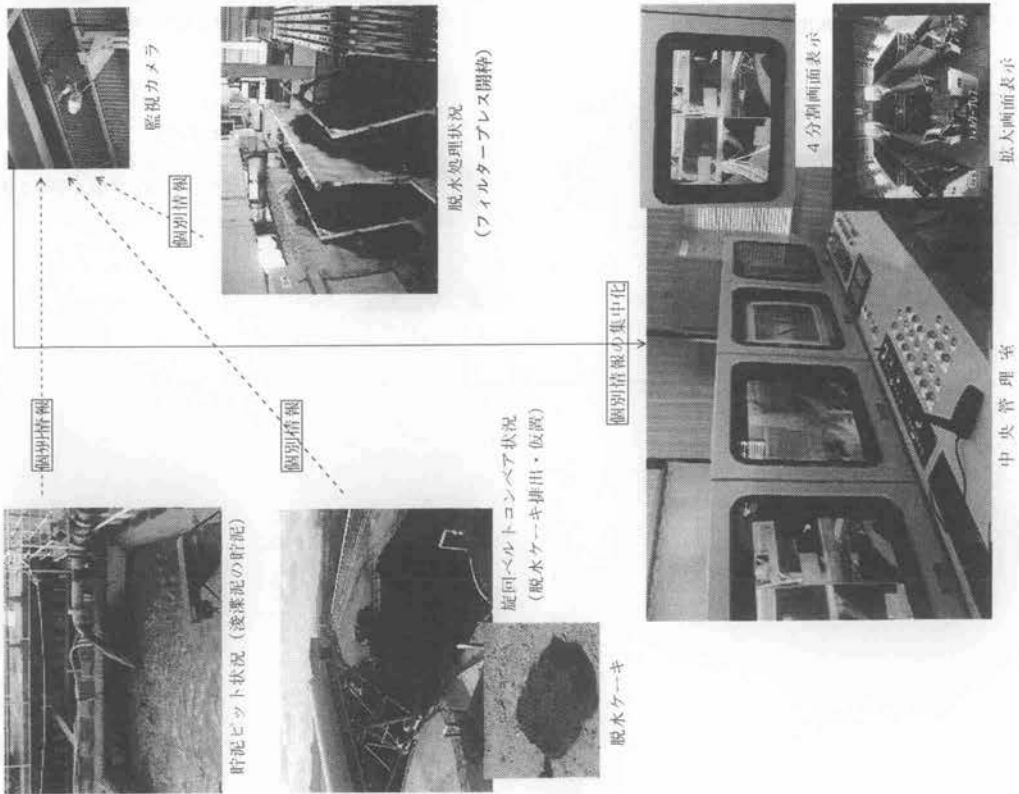 貯泥ピット状況（浚渫泥の貯泥）
個別情報
監視カメラ
旋回ベルトコンベア状況
（脱水ケーキ排出・仮置）
脱水ケーキ
個別情報
個別情報
脱水処理状況
（フィルタープレス開枠）
個別情報の集中化
中央管理室
4分割画面表示
拡大画面表示